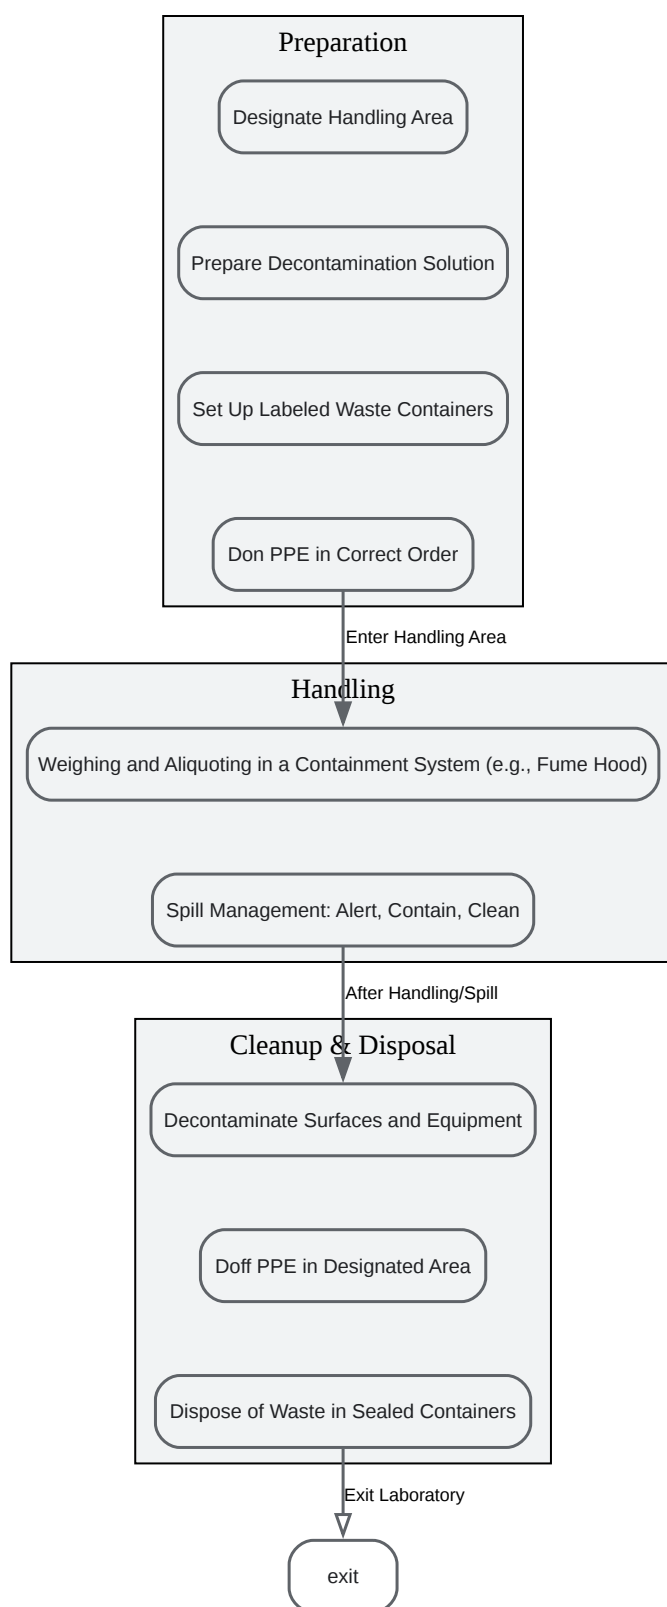 Preparation
Designate Handling Area
Prepare Decontamination Solution
Set Up Labeled Waste Containers
Don PPE in Correct Order
Enter Handling Area
Handling
Weighing and Aliquoting in a Containment System (e.g., Fume Hood)
Spill Management: Alert, Contain, Clean
After Handling/Spill
Cleanup & Disposal
Decontaminate Surfaces and Equipment
Doff PPE in Designated Area
Dispose of Waste in Sealed Containers
Exit Laboratory
exit